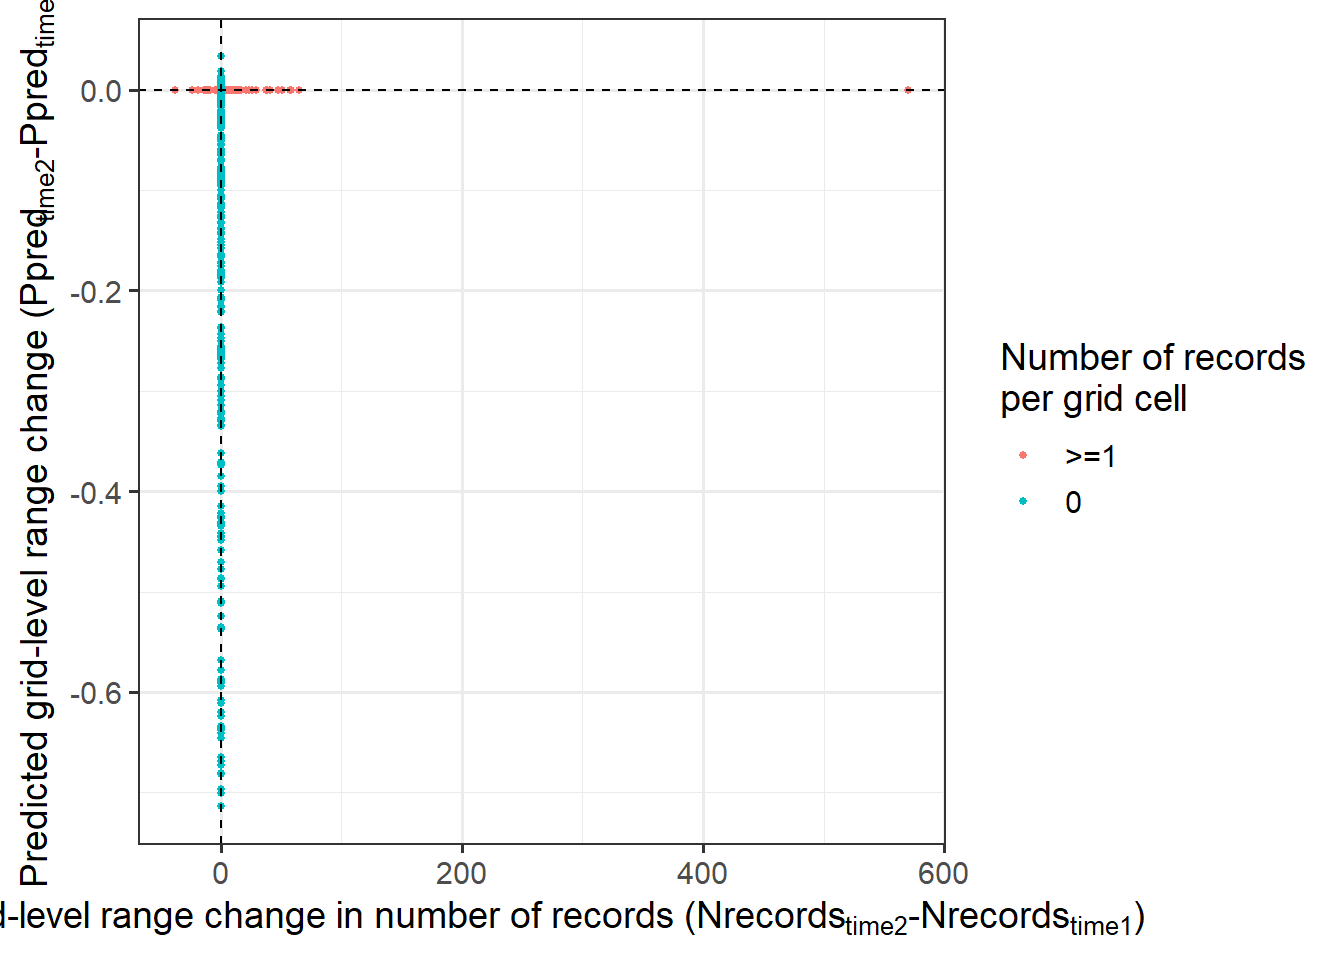 Predicted grid-level range change (Ppredtime2-Ppredtime
0.0
-0.2
-0.4
-0.6
0
200
400
600
d-level range change in number of records (Nrecordstime2-Nrecordstime1)
Number of records
per grid cell
>=1
0